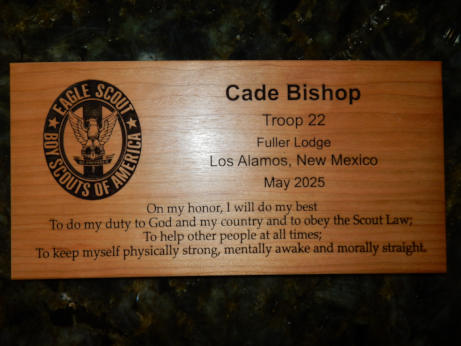 EAGLE SCOUT
BOY SCOUTS OF AMERICA
Cade Bishop
Troop 22
Fuller Lodge
Los Alamos, New Mexico
May 2025
On my honor, I will do my best
To do my duty to God and my country and to obey the Scout Law;
To help other people at all times;
To keep myself physically strong, mentally awake and morally straight.